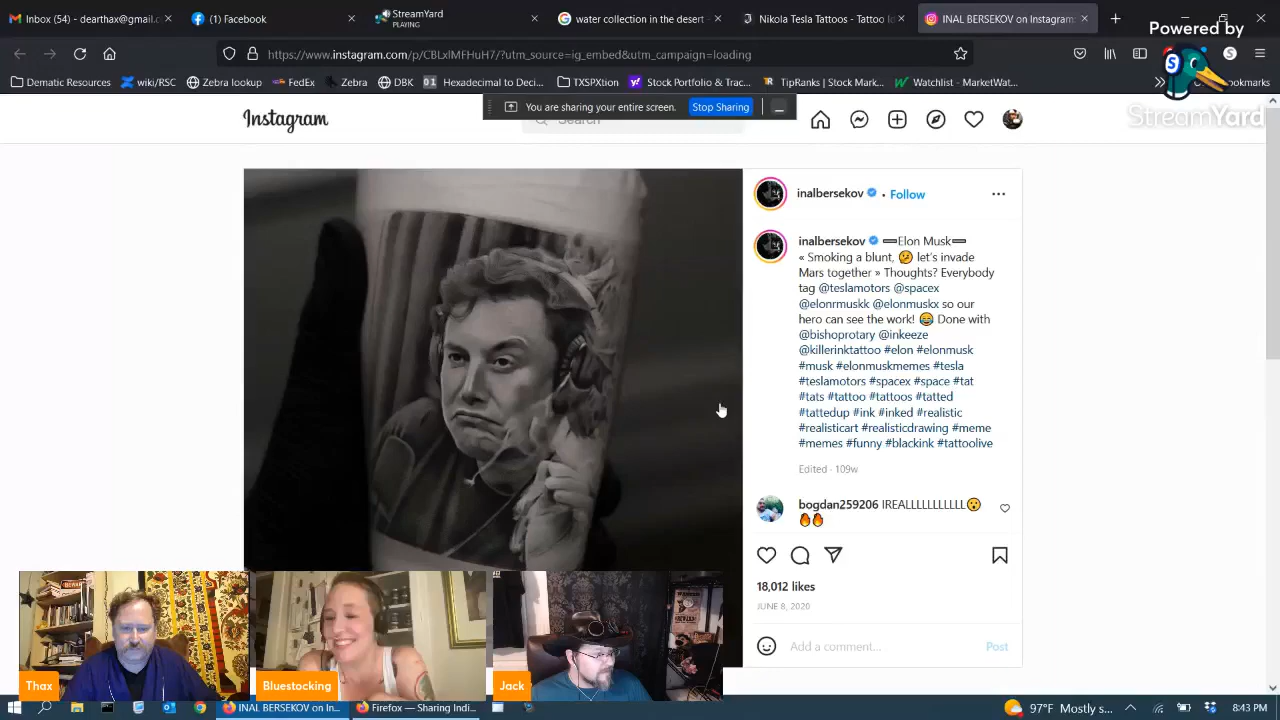 Inbox (33) - dearthax@gmail.c
(1) Facebook
StreamYard
PLAYING
water collection in the desert -
Nikola Tesla Tattoos - Tattoo Id
INAL BERSEKOV on Instagram:
Powered by
https://www.instagram.com/p/CBLxlMFHuH7/?utm_source=ig_embed&utm_campaign=loading
Dematic Resources
wiki/RSC
Zebra lookup
FedEx
Zebra
DBK
Hexadecimal to Deci...
TXSPXtion
Stock Portfolio & Trac...
TipRanks | Stock Mark...
Watchlist - MarketWat...
StreamYard
You are sharing your entire screen.
Stop Sharing
Instagram
Search
inalbersekov • Follow
inalbersekov ➖Elon Musk➖
« Smoking a blunt, 🫤 let's invade
Mars together » Thoughts? Everybody
tag @teslamotors @spacex
@elonrmuskk @elonmuskx so our
hero can see the work! 😂 Done with
@bishoprotary @inkeeze
@killerinktattoo #elon #elonmusk
#musk #elonmuskmemes #tesla
#teslamotors #spacex #space #tat
#tats #tattoo #tattoos #tatted
#tattedup #ink #inked #realistic
#realisticart #realisticdrawing #meme
#memes #funny #blackink #tattoolive
Edited · 109w
bogdan259206 IREALLLLLLLLLLL😯
🔥🔥
18,012 likes
JUNE 8, 2020
Add a comment...
Post
Thax
Bluestocking
Jack
INAL BERSEKOV on In...
Firefox — Sharing Indi...
97°F Mostly s...
8:43 PM